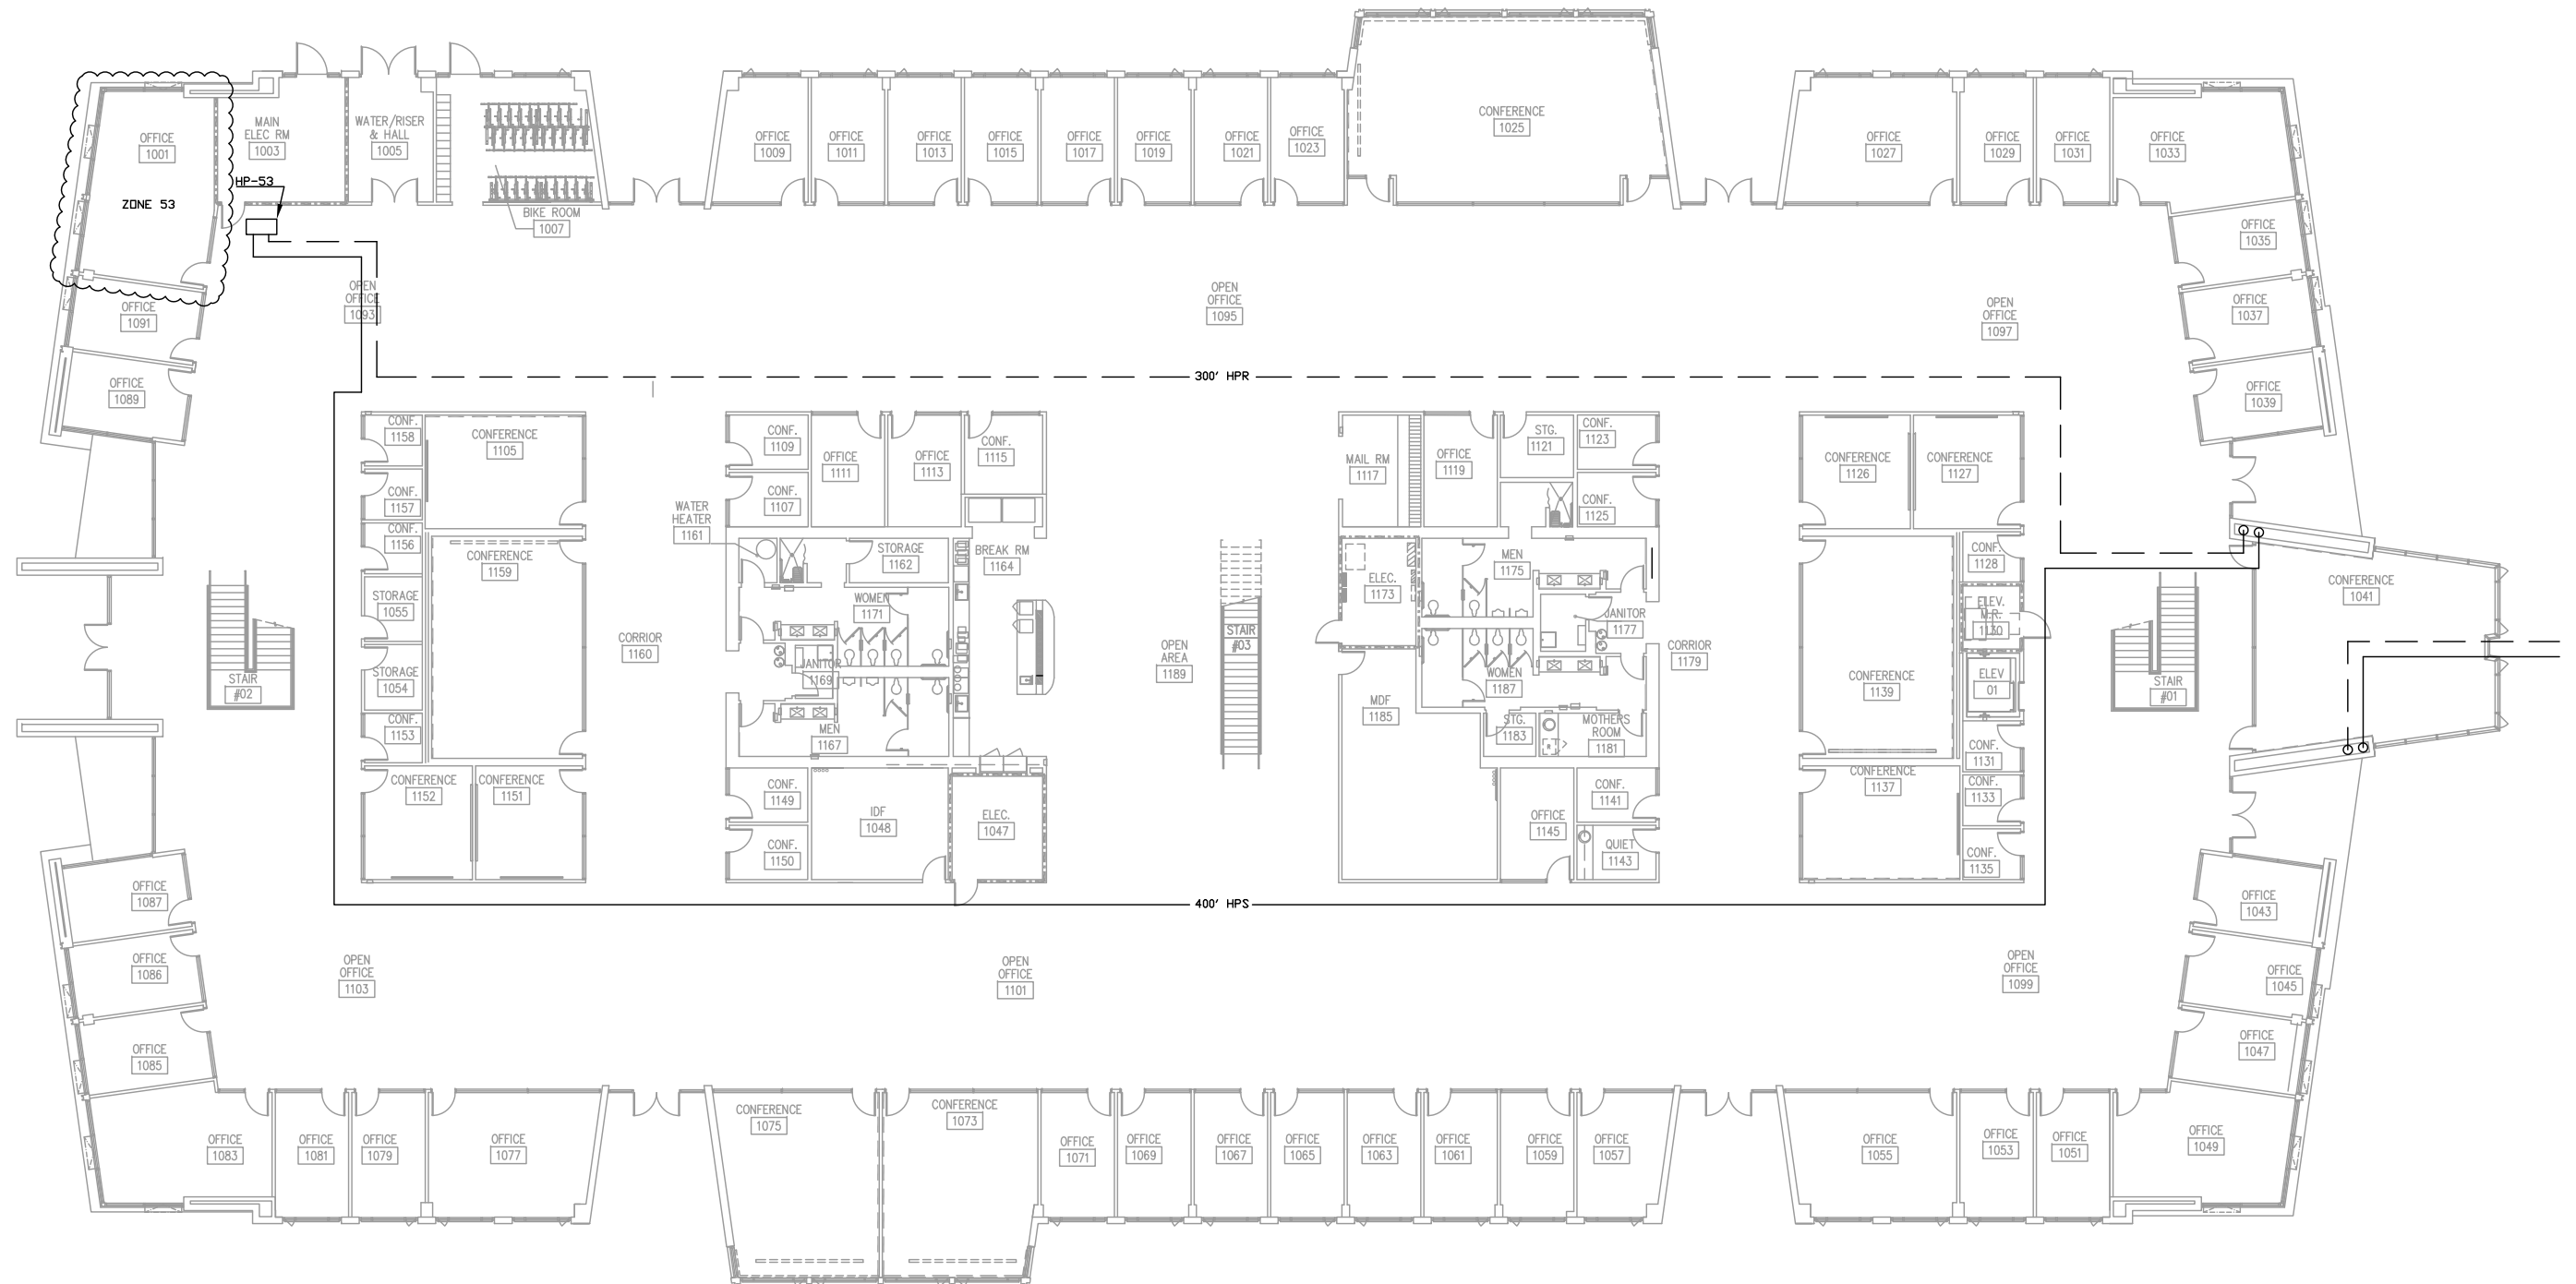 OFFICE
1001
ZONE 53
MAIN
ELEC RM
1003
WATER/RISER
& HALL
1005
HP-53
BIKE ROOM
1007
OFFICE
1009
OFFICE
1011
OFFICE
1013
OFFICE
1015
OFFICE
1017
OFFICE
1019
OFFICE
1021
OFFICE
1023
CONFERENCE
1025
OFFICE
1027
OFFICE
1029
OFFICE
1031
OFFICE
1033
OFFICE
1035
OFFICE
1037
OFFICE
1039
OFFICE
1091
OFFICE
1089
OPEN
OFFICE
1093
OPEN
OFFICE
1095
OPEN
OFFICE
1097
300' HPR
CONF.
1158
CONFERENCE
1105
CONF.
1157
CONF.
1156
CONFERENCE
1159
STORAGE
1055
STORAGE
1054
CONF.
1153
CONFERENCE
1152
CONFERENCE
1151
STAIR
#02
CORRIOR
1160
CONF.
1109
OFFICE
1111
OFFICE
1113
CONF.
1115
CONF.
1107
WATER
HEATER
1161
STORAGE
1162
BREAK RM
1164
WOMEN
1171
JANITOR
1169
MEN
1167
CONF.
1149
CONF.
1150
IDF
1048
ELEC.
1047
OPEN
AREA
1189
STAIR
#03
MAIL RM
1117
OFFICE
1119
STG.
1121
CONF.
1123
CONF.
1125
ELEC.
1173
MEN
1175
JANITOR
1177
CORRIOR
1179
WOMEN
1187
MDF
1185
STG.
1183
MOTHERS
ROOM
1181
CONF.
1141
OFFICE
1145
QUIET
1143
CONFERENCE
1126
CONFERENCE
1127
CONF.
1128
ELEV.
M.R.
1130
ELEV
01
CONFERENCE
1139
CONF.
1131
CONFERENCE
1137
CONF.
1133
CONF.
1135
STAIR
#01
CONFERENCE
1041
400' HPS
OFFICE
1087
OFFICE
1086
OFFICE
1085
OFFICE
1083
OPEN
OFFICE
1103
OPEN
OFFICE
1101
OPEN
OFFICE
1099
OFFICE
1043
OFFICE
1045
OFFICE
1047
OFFICE
1049
OFFICE
1081
OFFICE
1079
OFFICE
1077
CONFERENCE
1075
CONFERENCE
1073
OFFICE
1071
OFFICE
1069
OFFICE
1067
OFFICE
1065
OFFICE
1063
OFFICE
1061
OFFICE
1059
OFFICE
1057
OFFICE
1055
OFFICE
1053
OFFICE
1051